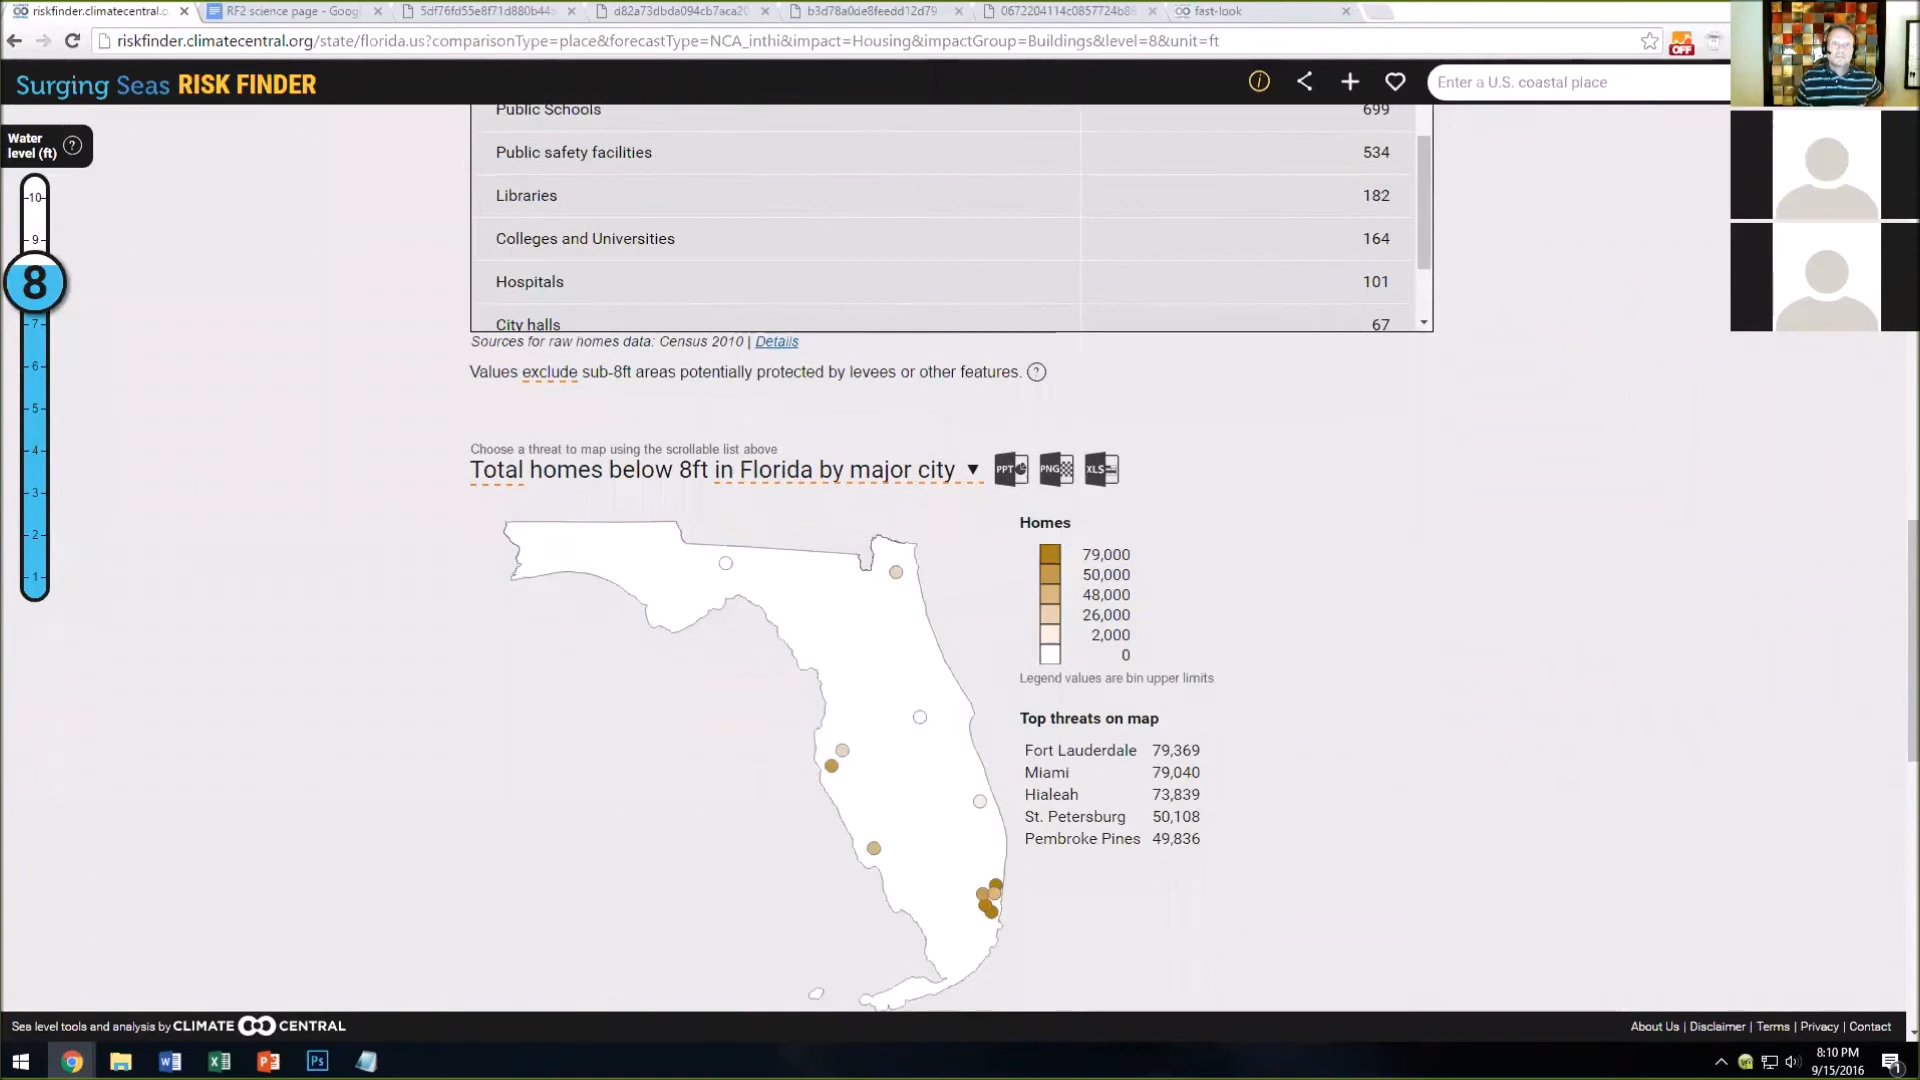 riskfinder.climatecentral.o
RF2 science page - Goog
5df76fd55e8f71d880b44
d82a73dbda094cb7aca20
b3d78a0de8feedd12d79
0672204114c0857724b8
fast-look
riskfinder.climatecentral.org/state/florida.us?comparisonType=place&forecastType=NCA_inthi&impact=Housing&impactGroup=Buildings&level=8&unit=ft
OFF
Surging Seas RISK FINDER
Enter a U.S. coastal place
Water
level (ft) ?
10
9
8
7
6
5
4
3
2
1
Public Schools 699
Public safety facilities 534
Libraries 182
Colleges and Universities 164
Hospitals 101
City halls 67
Sources for raw homes data: Census 2010 | Details
Values exclude sub-8ft areas potentially protected by levees or other features. ?
Choose a threat to map using the scrollable list above
Total homes below 8ft in Florida by major city ▼ PPT PNG XLS
Homes
79,000
50,000
48,000
26,000
2,000
0
Legend values are bin upper limits
Top threats on map
Fort Lauderdale 79,369
Miami 79,040
Hialeah 73,839
St. Petersburg 50,108
Pembroke Pines 49,836
Sea level tools and analysis by CLIMATE CENTRAL
About Us | Disclaimer | Terms | Privacy | Contact
8:10 PM
9/15/2016
1